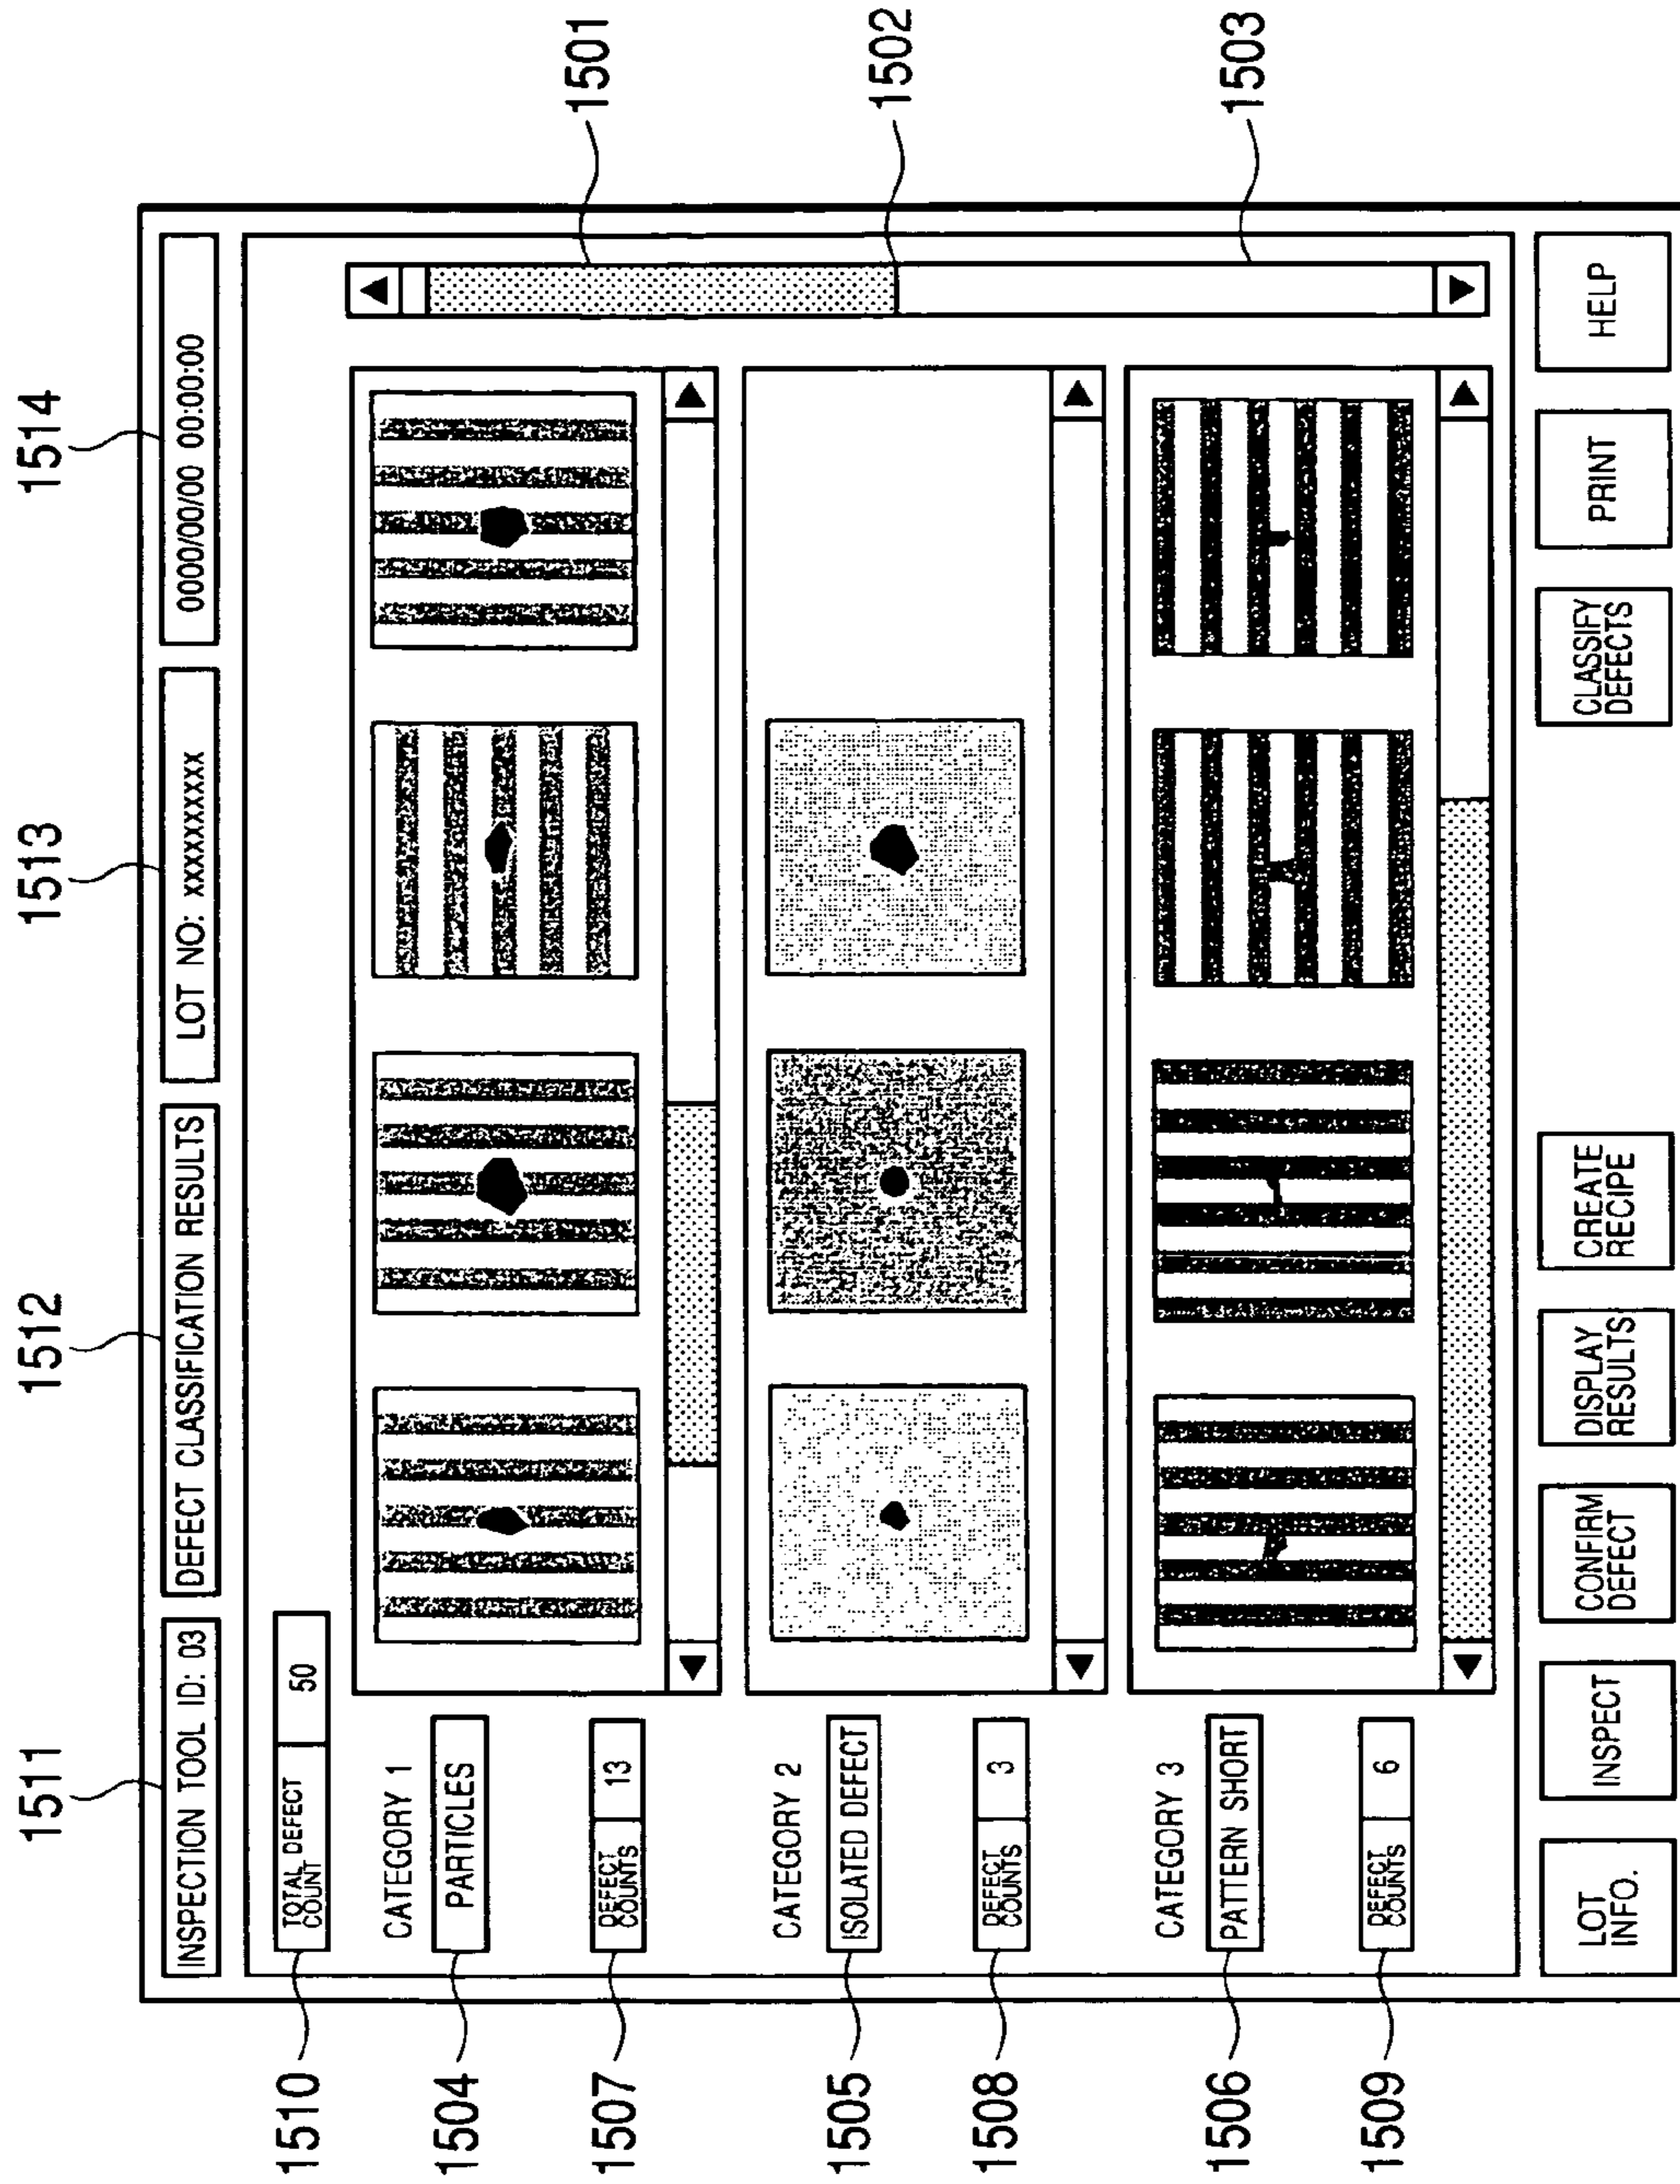 1511
1512
1513
1514
INSPECTION TOOL ID: 03
DEFECT CLASSIFICATION RESULTS
LOT NO: xxxxxxxxxx
0000/00/00 00:00:00
1510
TOTAL DEFECT
COUNT
50
CATEGORY 1
1504
PARTICLES
1501
1507
DEFECT
COUNTS
13
CATEGORY 2
1505
ISOLATED DEFECT
1502
1508
DEFECT
COUNTS
3
CATEGORY 3
1506
PATTERN SHORT
1503
1509
DEFECT
COUNTS
6
LOT
INFO.
INSPECT
CONFIRM
DEFECT
DISPLAY
RESULTS
CREATE
RECIPE
CLASSIFY
DEFECTS
PRINT
HELP